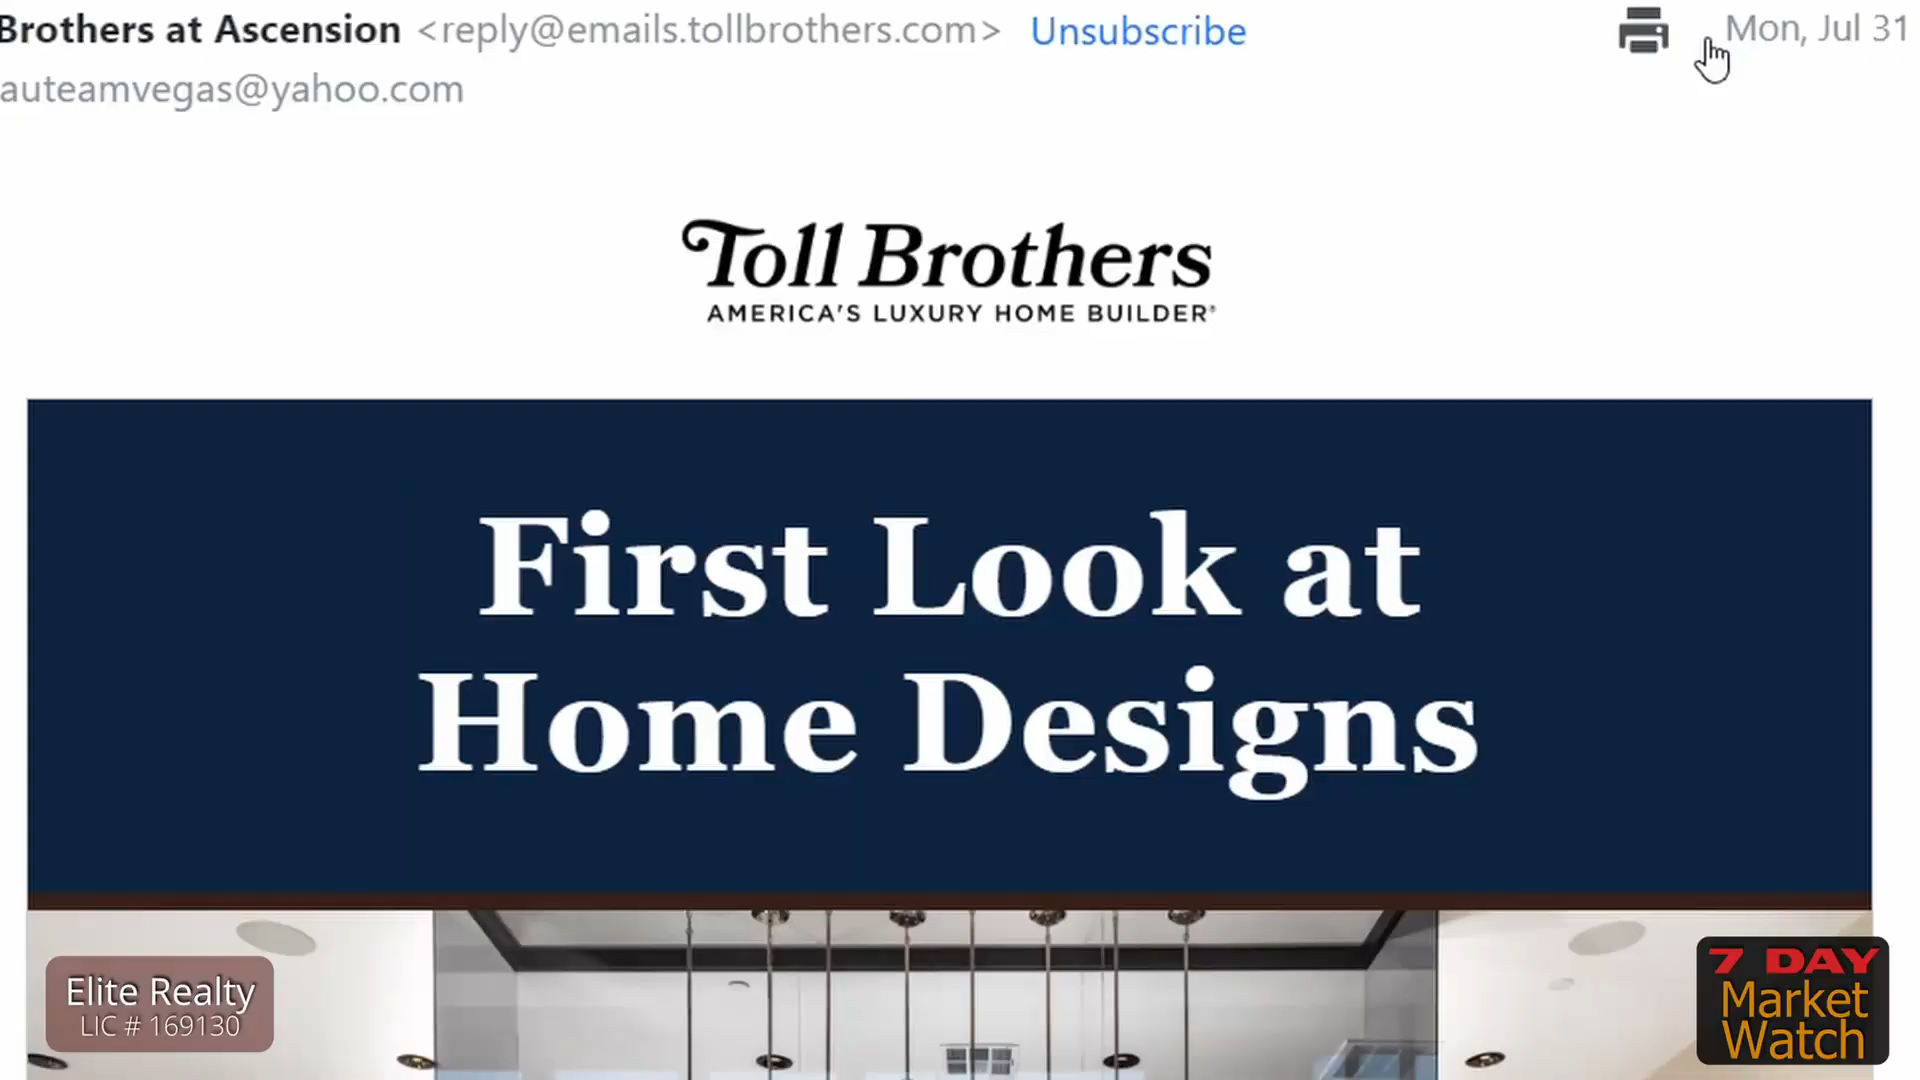 Brothers at Ascension <reply@emails.tollbrothers.com> Unsubscribe Mon, Jul 31
auteamvegas@yahoo.com
Toll Brothers
AMERICA'S LUXURY HOME BUILDER®
First Look at
Home Designs
Elite Realty
LIC # 169130
7 DAY
Market
Watch